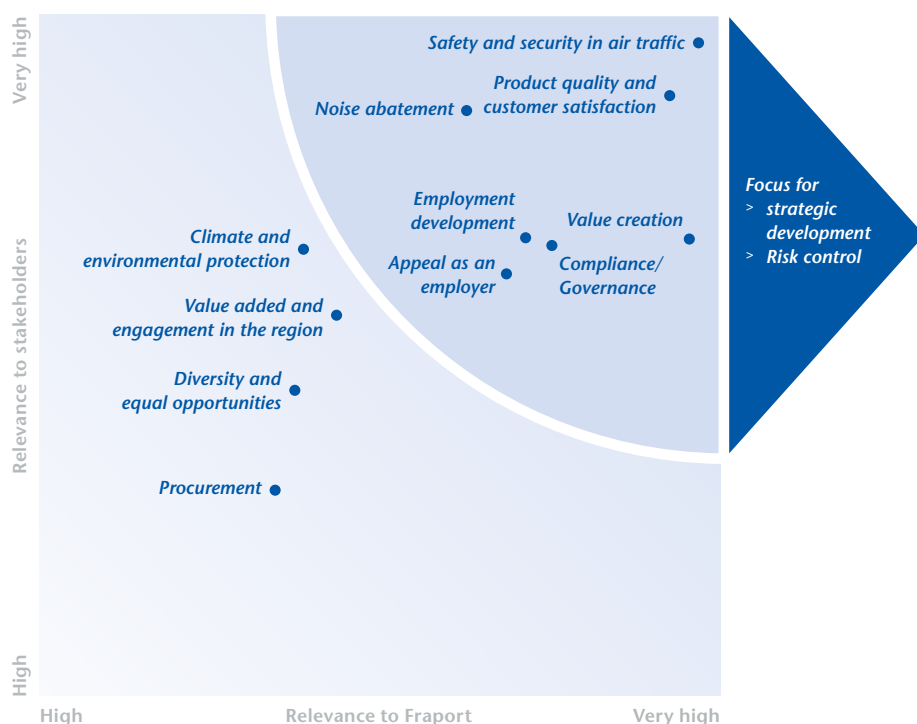 Very high
Relevance to stakeholders
High
Safety and security in air traffic
Product quality and
customer satisfaction
Noise abatement
Employment
development
Value creation
Appeal as an
employer
Compliance/
Governance
Climate and
environmental protection
Value added and
engagement in the region
Diversity and
equal opportunities
Procurement
Focus for
> strategic
development
> Risk control
High
Relevance to Fraport
Very high